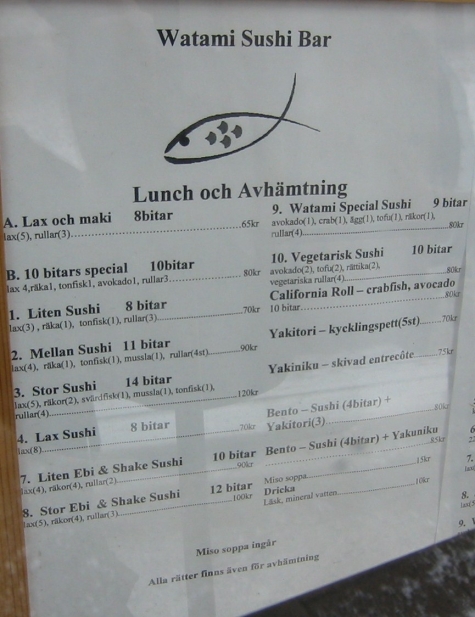 Watami Sushi Bar
Lunch och Avhämtning
A. Lax och maki 8bitar
lax(5), rullar(3)..............65kr
B. 10 bitars special 10bitar
lax 4,räka1, tonfisk1, avokado1, rullar3..............80kr
1. Liten Sushi 8 bitar
lax(3) , räka(1), tonfisk(1), rullar(3)..............70kr
2. Mellan Sushi 11 bitar
lax(4), räka(1), tonfisk(1), mussla(1), rullar(4st)..............90kr
3. Stor Sushi 14 bitar
lax(5), räkor(2), svärdfisk(1), mussla(1), tonfisk(1),
rullar(4)..............120kr
4. Lax Sushi 8 bitar
lax(8)..............70kr
7. Liten Ebi & Shake Sushi 10 bitar
lax(4), räkor(4), rullar(2)..............90kr
8. Stor Ebi & Shake Sushi 12 bitar
lax(5), räkor(4), rullar(3)..............100kr
9. Watami Special Sushi 9 bitar
avokado(1), crab(1), ägg(1), tofu(1), räkor(1),
rullar(4)..............80kr
10. Vegetarisk Sushi 10 bitar
avokado(2), tofu(2), rättika(2),
vegetariska rullar(4)..............80kr
California Roll – crabfish, avocado
10 bitar..............80kr
Yakitori – kycklingspett(5st)..............70kr
Yakiniku – skivad entrecôte..............75kr
Bento – Sushi (4bitar) +
Yakitori(3)..............80kr
Bento – Sushi (4bitar) + Yakuniku
..............85kr
Miso soppa..............15kr
Dricka
Läsk, mineral vatten..............10kr
Miso soppa ingår
Alla rätter finns även för avhämtning
7.
8.
9.